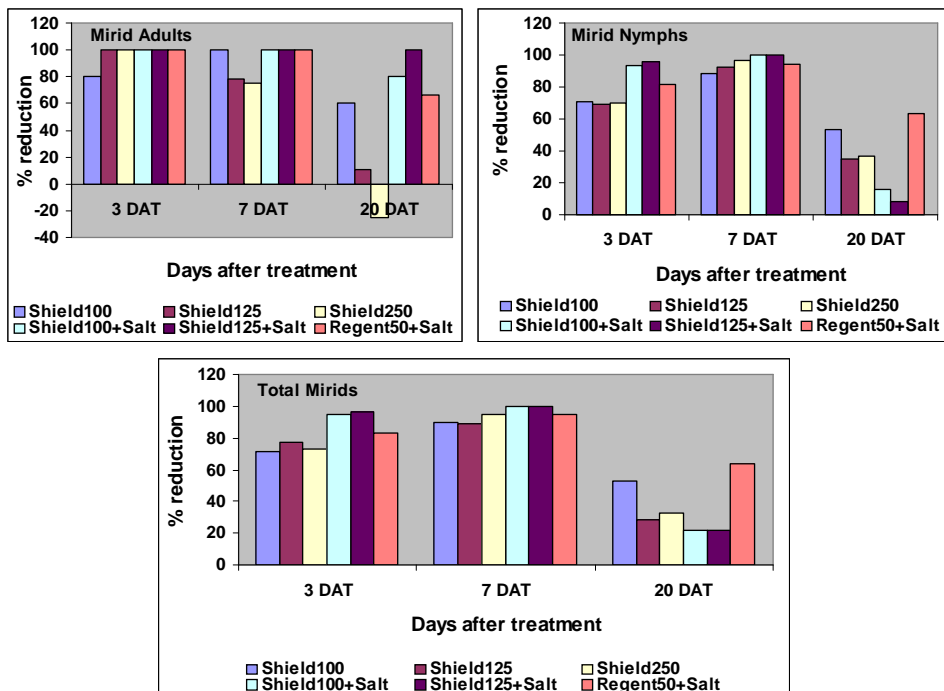 Mirid Adults
120
100
80
60
40
20
0
-20
-40
% reduction
3 DAT 7 DAT 20 DAT
Days after treatment
Shield100 Shield125 Shield250
Shield100+Salt Shield125+Salt Regent50+Salt
Mirid Nymphs
120
100
80
60
40
20
0
% reduction
3 DAT 7 DAT 20 DAT
Days after treatment
Shield100 Shield125 Shield250
Shield100+Salt Shield125+Salt Regent50+Salt
Total Mirids
120
100
80
60
40
20
0
% reduction
3 DAT 7 DAT 20 DAT
Days after treatment
Shield100 Shield125 Shield250
Shield100+Salt Shield125+Salt Regent50+Salt